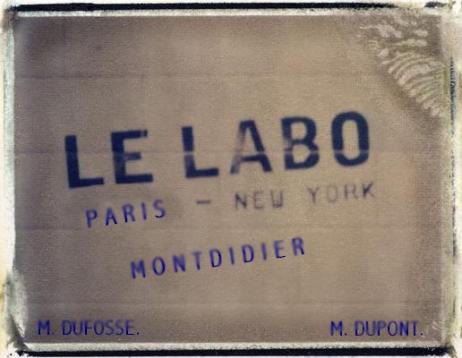 LE LABO
PARIS - NEW YORK
MONTDIDIER
M. DUFOSSE. M. DUPONT.